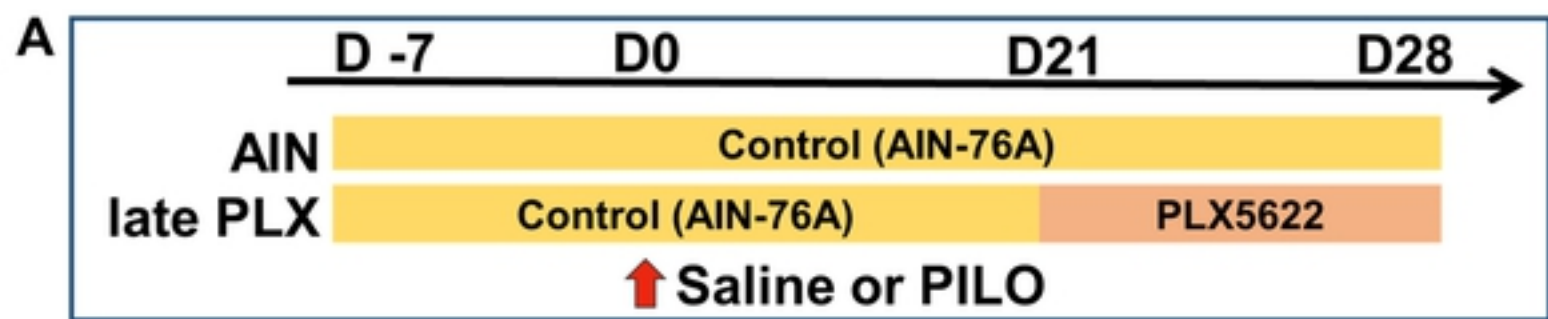 A
D -7 D0 D21 D28
AIN Control (AIN-76A)
late PLX Control (AIN-76A) PLX5622
Saline or PILO